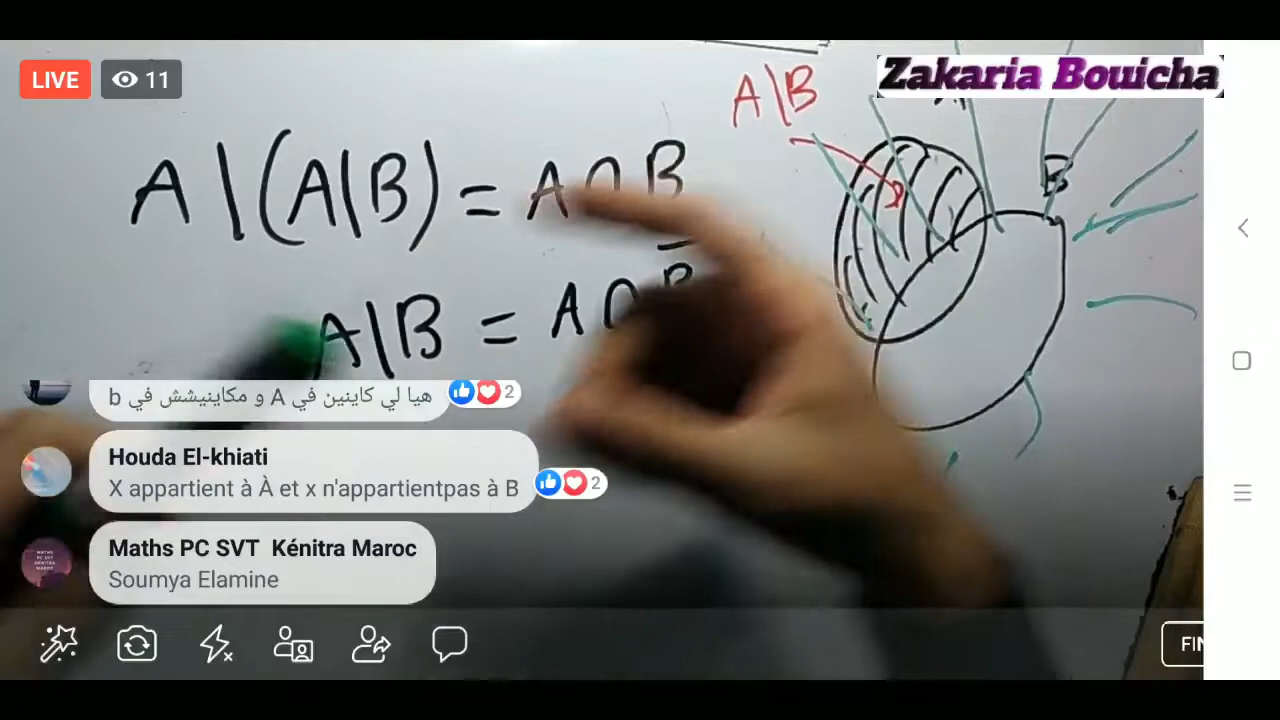 LIVE 11
Zakaria Bouicha
A\B
A\(A\B) = A∩B
B
A\B = A∩B̅
هيا لي كاينين في A و مكاينيشش في b
2
Houda El-khiati
X appartient à À et x n'appartientpas à B
2
Maths PC SVT Kénitra Maroc
Soumya Elamine
FIN